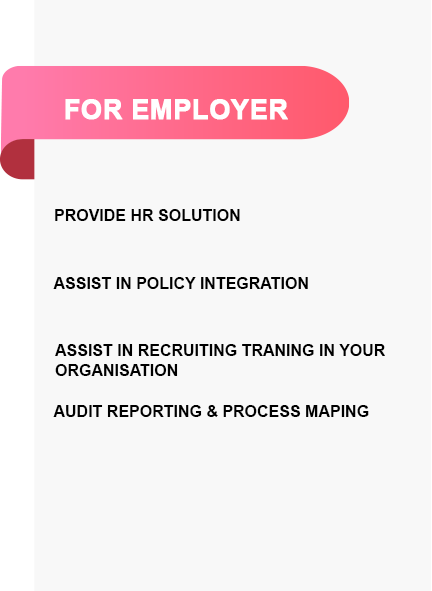 FOR EMPLOYER
PROVIDE HR SOLUTION
ASSIST IN POLICY INTEGRATION
ASSIST IN RECRUITING TRANING IN YOUR
ORGANISATION
AUDIT REPORTING & PROCESS MAPING